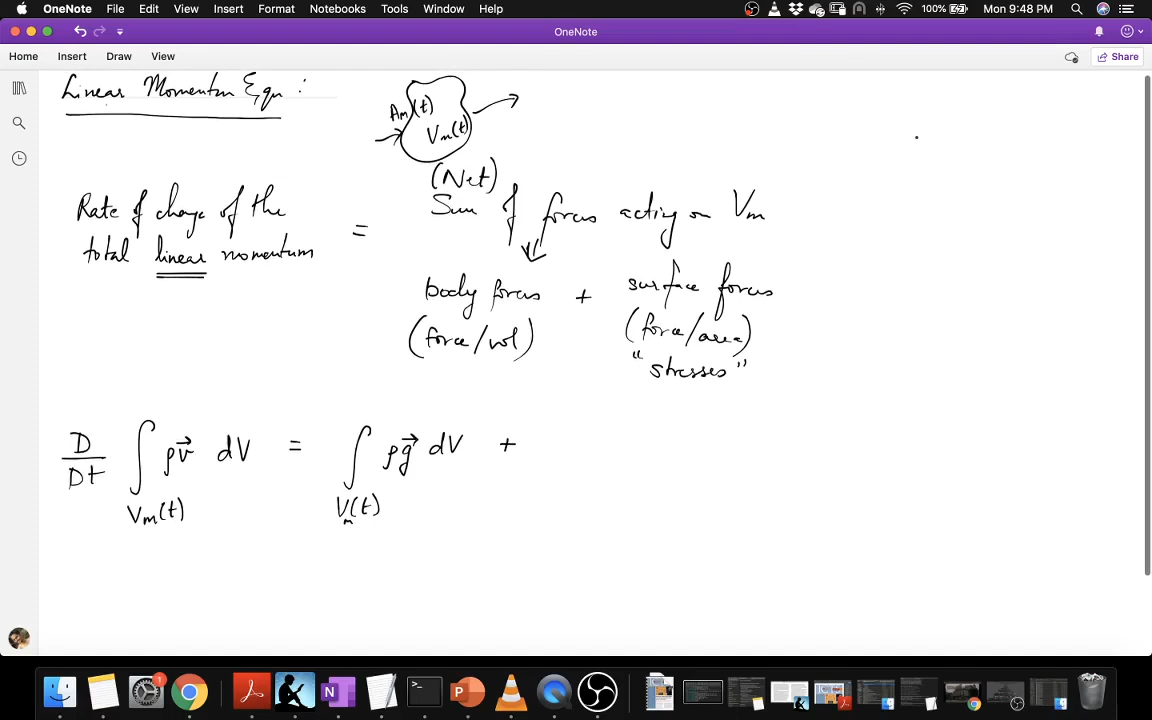 OneNote File Edit View Insert Format Notebooks Tools Window Help 100% Mon 9:48 PM
OneNote
Home Insert Draw View Share
Linear Momentum Eqn :
Am(t)
Vm(t)
(Net)
Rate of change of the
total linear momentum
=
Sum of forces acting on Vm
body forces + surface forces
(force/vol) (force/area)
"stresses"
D/Dt ∫ ρv⃗ dV = ∫ ρg⃗ dV +
Vm(t) Vm(t)
1